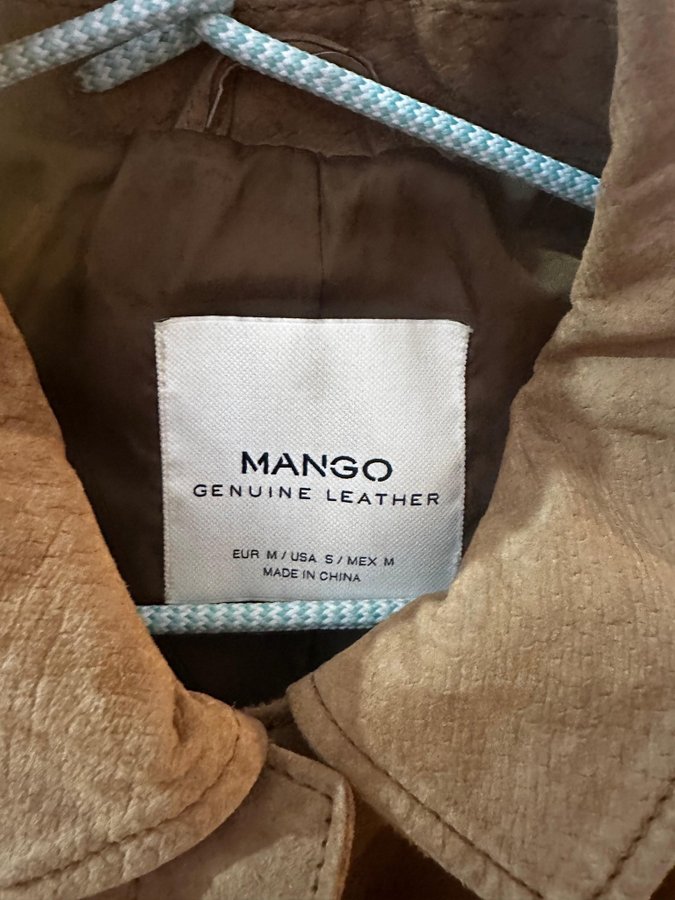 MANGO
GENUINE LEATHER
EUR M / USA S / MEX M
MADE IN CHINA